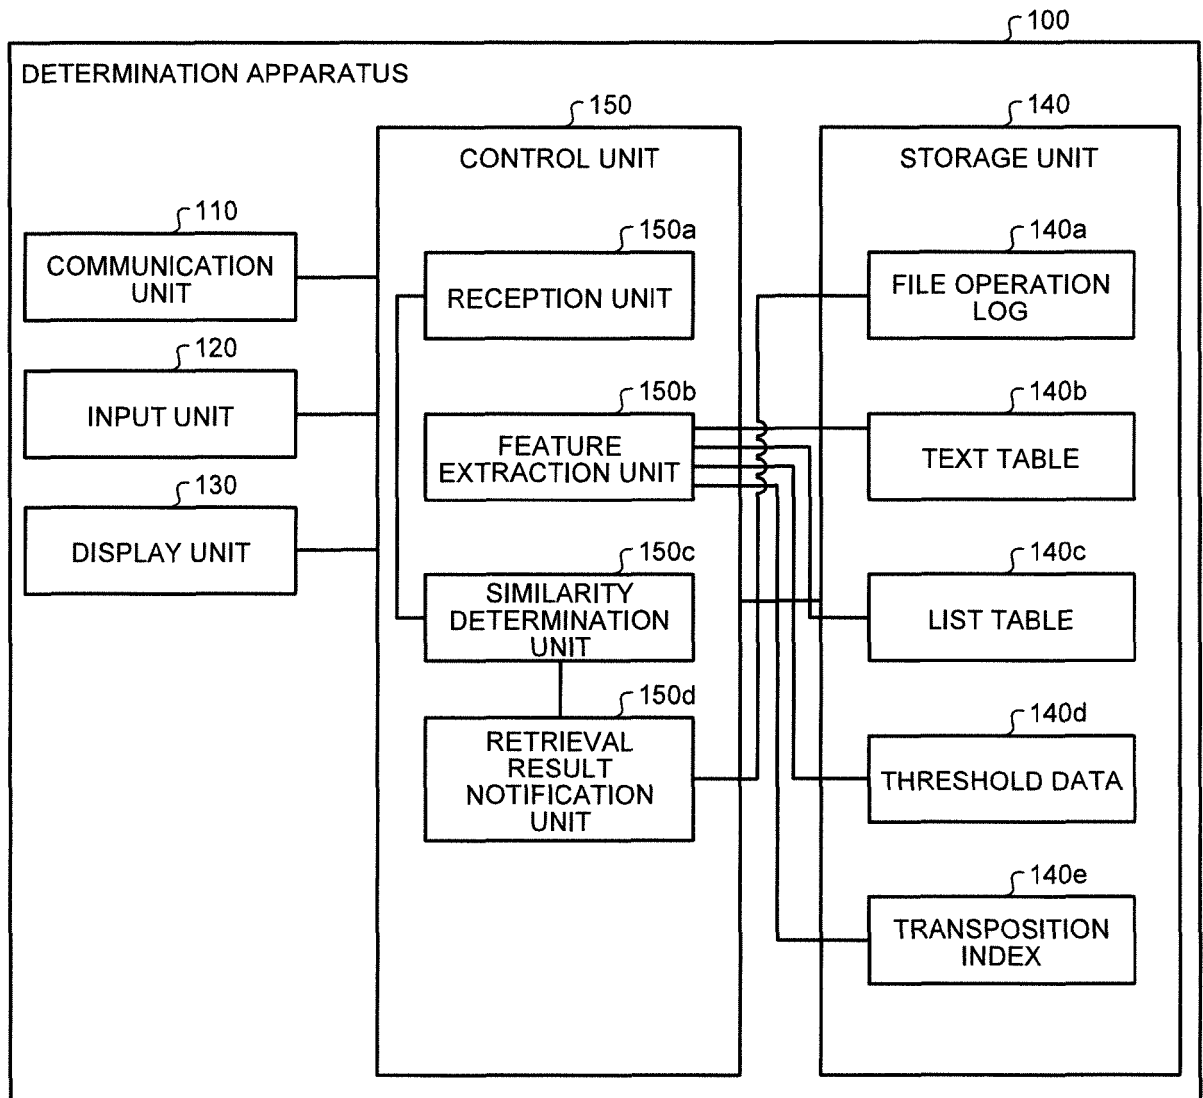 100
DETERMINATION APPARATUS
150
CONTROL UNIT
140
STORAGE UNIT
110
COMMUNICATION
UNIT
120
INPUT UNIT
130
DISPLAY UNIT
150a
RECEPTION UNIT
150b
FEATURE
EXTRACTION UNIT
150c
SIMILARITY
DETERMINATION
UNIT
150d
RETRIEVAL
RESULT
NOTIFICATION
UNIT
140a
FILE OPERATION
LOG
140b
TEXT TABLE
140c
LIST TABLE
140d
THRESHOLD DATA
140e
TRANSPOSITION
INDEX